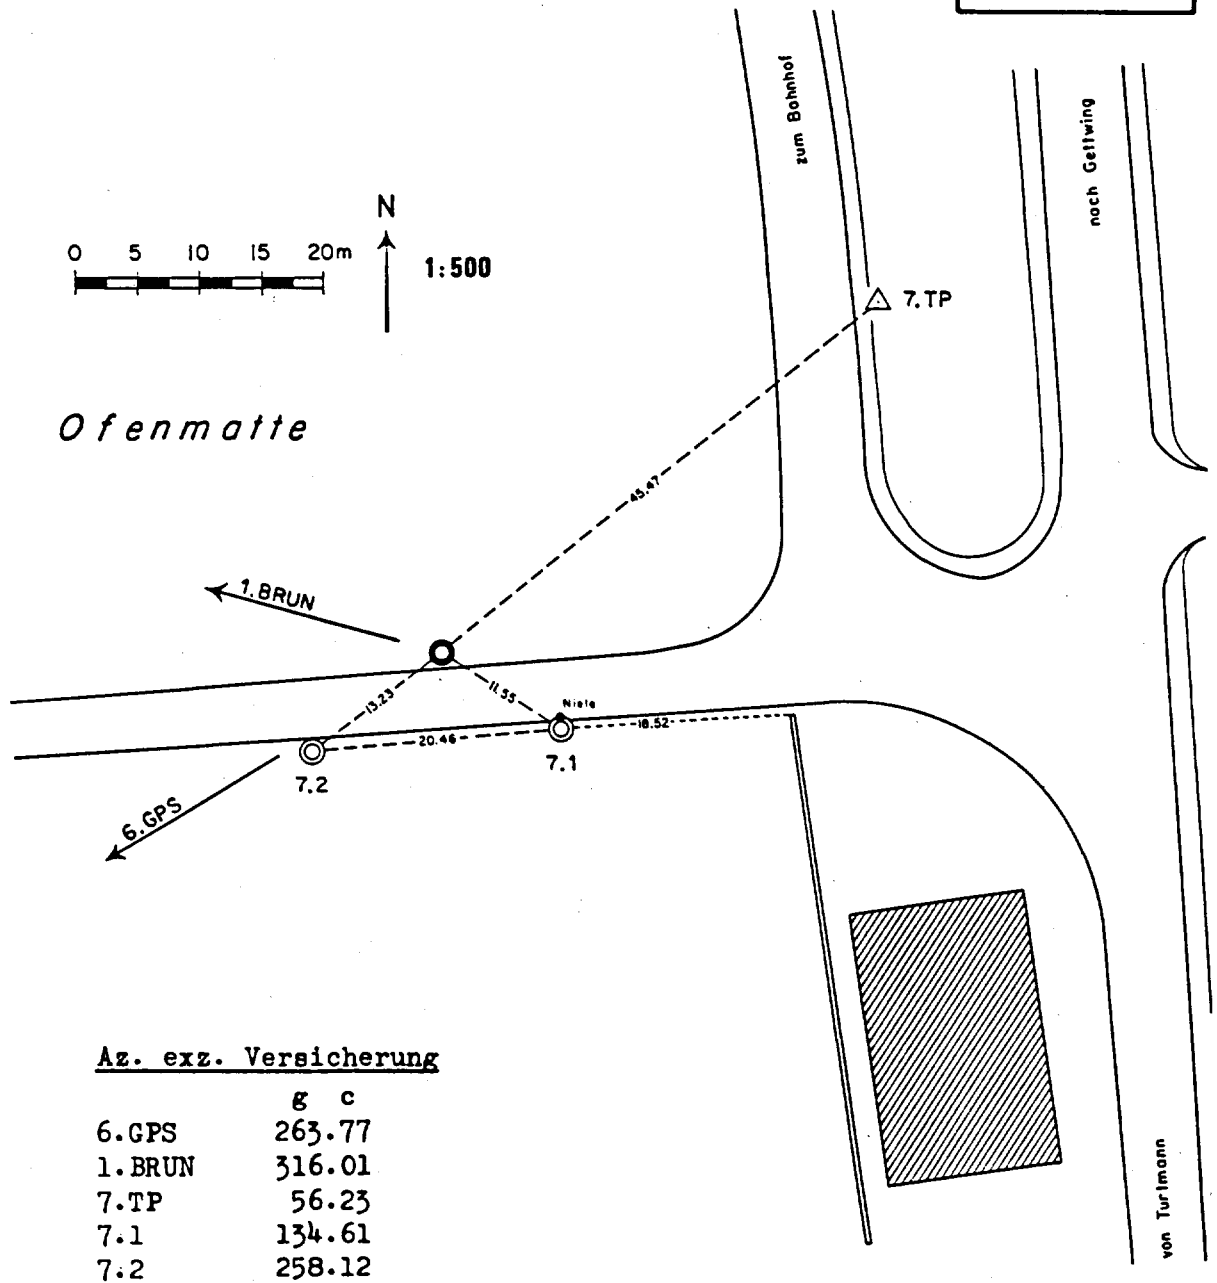 zum Bahnhof
nach Gettwing
N
0 5 10 15 20m
1:500
7.TP
Ofenmatte
45.47
1.BRUN
13.23
11.55
Niete
18.52
20.46
7.1
7.2
6.GPS
Az. exz. Versicherung
g c
6.GPS 263.77
1.BRUN 316.01
7.TP 56.23
7.1 134.61
7.2 258.12
von Turtmann